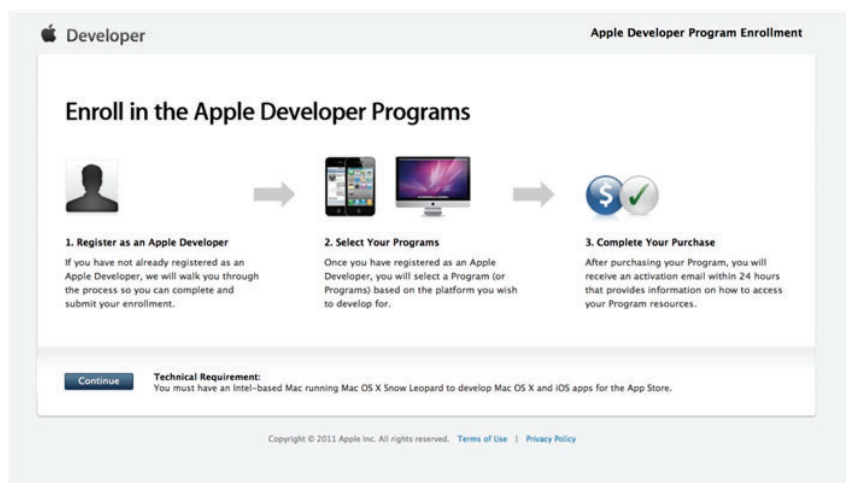 Developer
Apple Developer Program Enrollment
Enroll in the Apple Developer Programs
1. Register as an Apple Developer
If you have not already registered as an
Apple Developer, we will walk you through
the process so you can complete and
submit your enrollment.
2. Select Your Programs
Once you have registered as an Apple
Developer, you will select a Program (or
Programs) based on the platform you wish
to develop for.
3. Complete Your Purchase
After purchasing your Program, you will
receive an activation email within 24 hours
that provides information on how to access
your Program resources.
Continue
Technical Requirement:
You must have an Intel-based Mac running Mac OS X Snow Leopard to develop Mac OS X and iOS apps for the App Store.
Copyright © 2011 Apple Inc. All rights reserved. Terms of Use | Privacy Policy